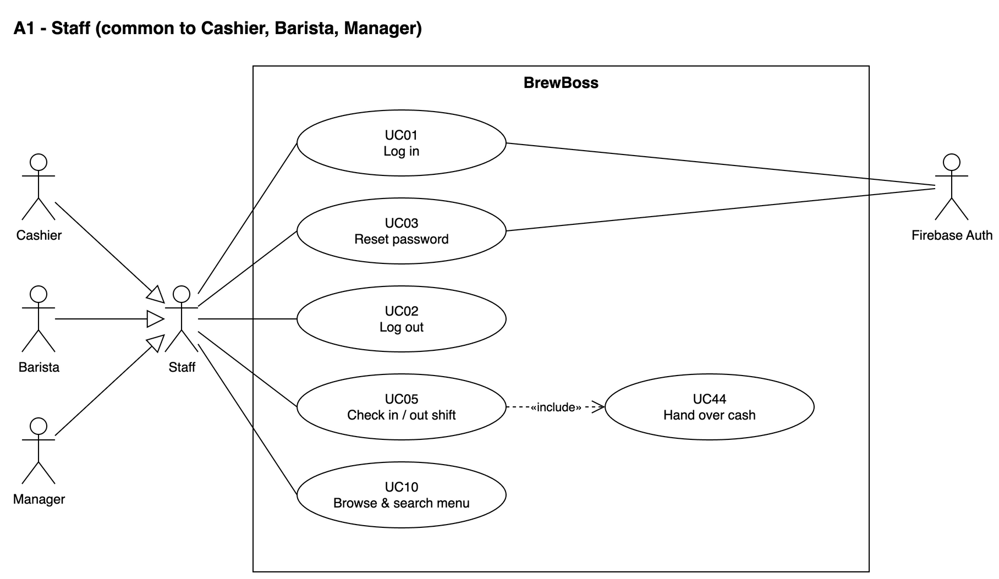 A1 - Staff (common to Cashier, Barista, Manager)
BrewBoss
UC01
Log in
UC03
Reset password
Cashier
Firebase Auth
UC02
Log out
Barista
Staff
UC05
Check in / out shift
«include»
UC44
Hand over cash
UC10
Browse & search menu
Manager